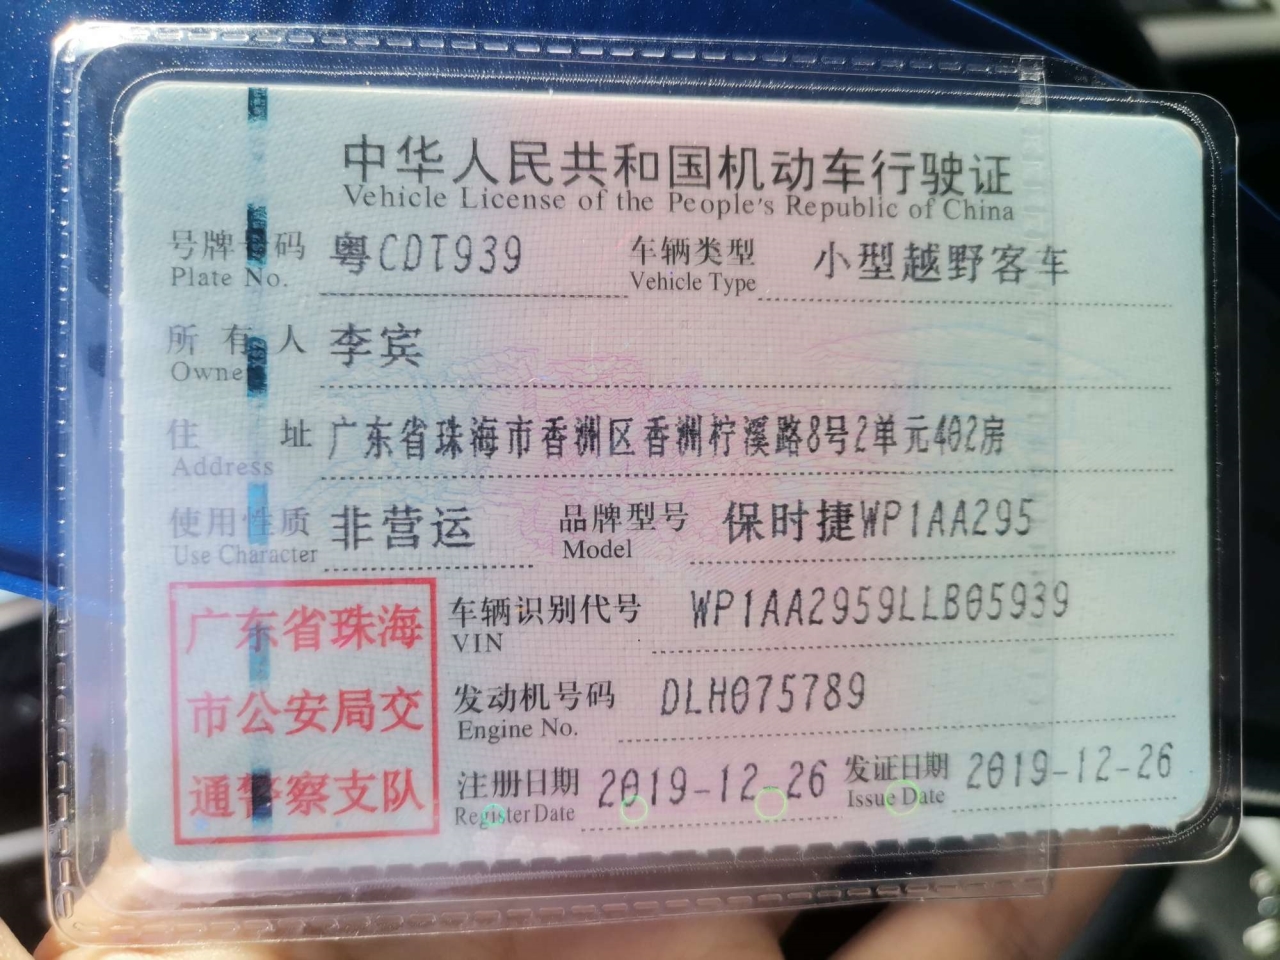 中华人民共和国机动车行驶证
Vehicle License of the People's Republic of China
号牌号码 粤CDT939 车辆类型 小型越野客车
Plate No. Vehicle Type
所有人 李宾
Owner
住址 广东省珠海市香洲区香洲柠溪路8号2单元402房
Address
使用性质 非营运 品牌型号 保时捷WP1AA295
Use Character Model
广东省珠海
市公安局交
通警察支队
车辆识别代号 WP1AA2959LLB05939
VIN
发动机号码 DLH075789
Engine No.
注册日期 2019-12-26 发证日期 2019-12-26
Register Date Issue Date